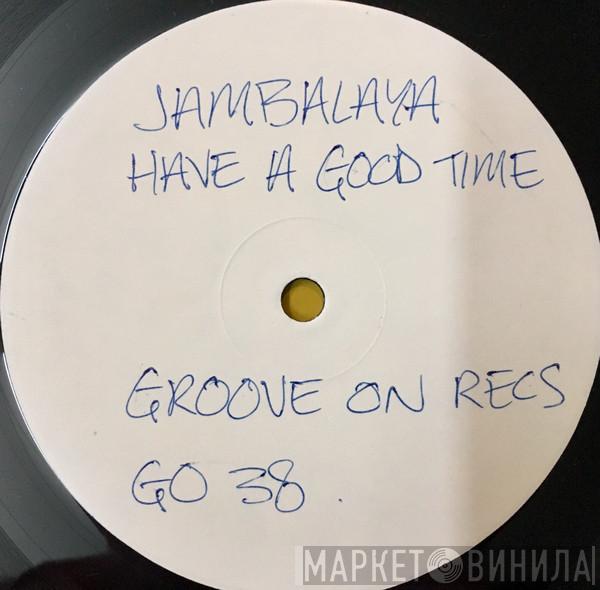 JAMBALAYA
HAVE A GOOD TIME
GROOVE ON RECS
GO 38.
МАРКЕТ ВИНИЛА